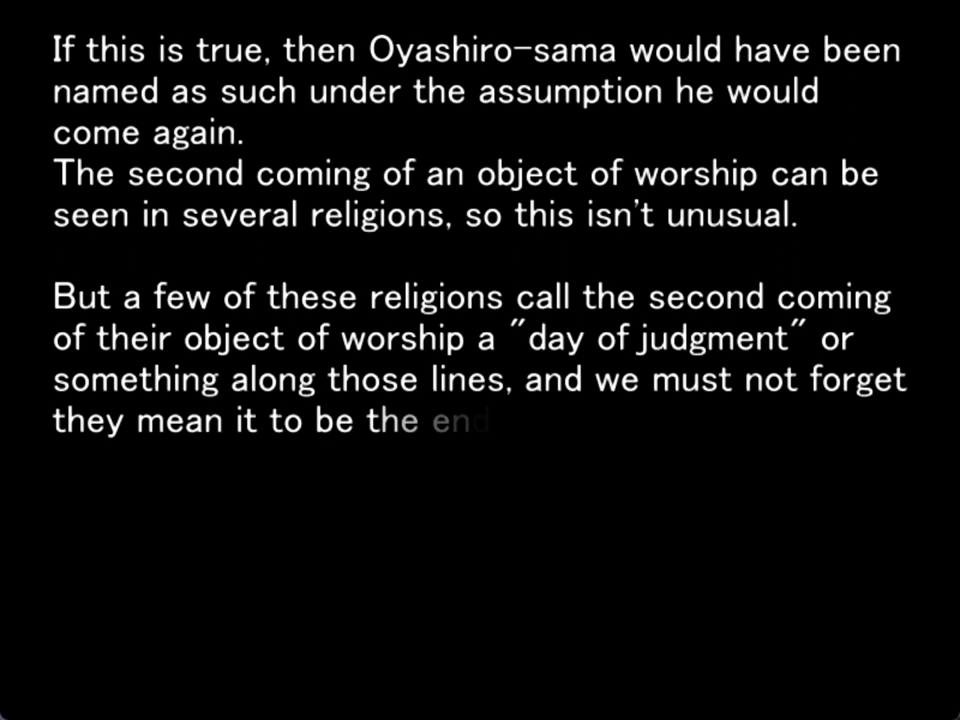 If this is true, then Oyashiro-sama would have been
named as such under the assumption he would
come again.
The second coming of an object of worship can be
seen in several religions, so this isn't unusual.
But a few of these religions call the second coming
of their object of worship a "day of judgment" or
something along those lines, and we must not forget
they mean it to be the end